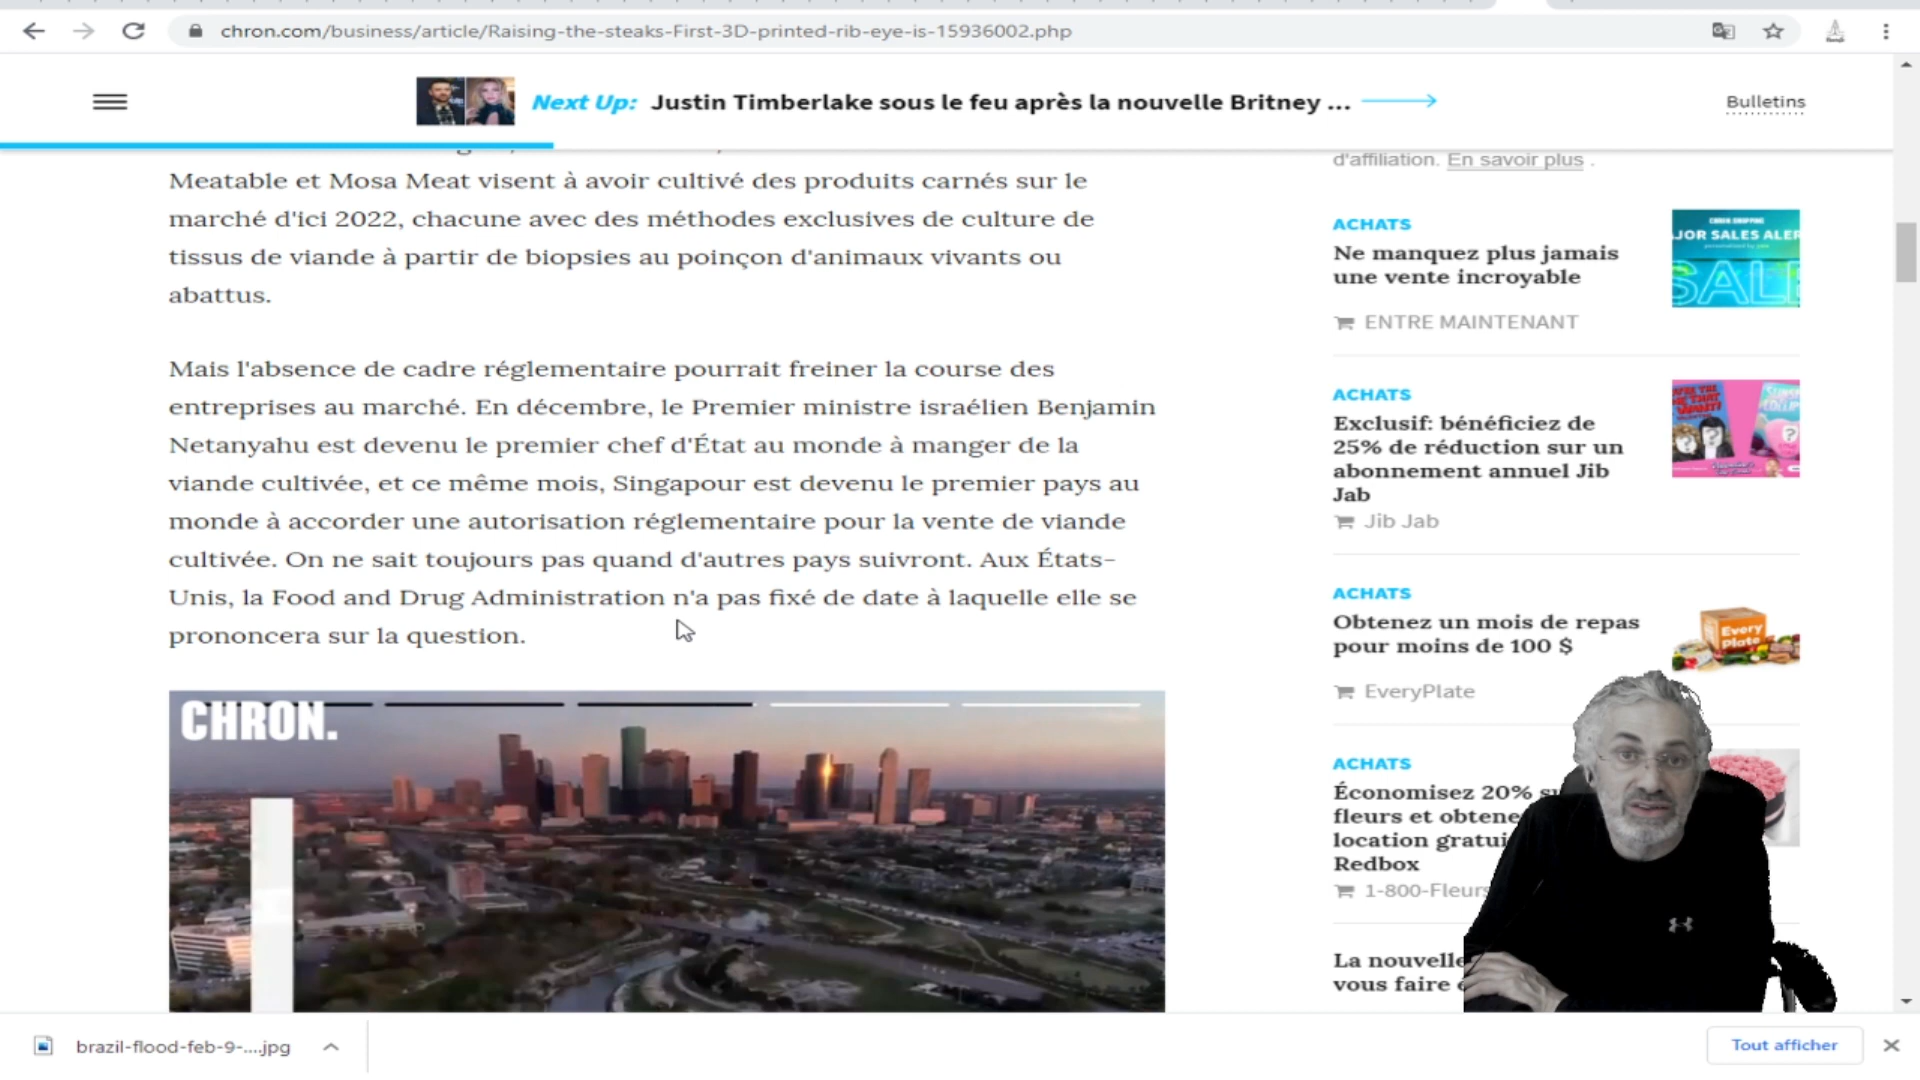 chron.com/business/article/Raising-the-steaks-First-3D-printed-rib-eye-is-15936002.php
Next Up: Justin Timberlake sous le feu après la nouvelle Britney ...
Bulletins
Meatable et Mosa Meat visent à avoir cultivé des produits carnés sur le
marché d'ici 2022, chacune avec des méthodes exclusives de culture de
tissus de viande à partir de biopsies au poinçon d'animaux vivants ou
abattus.
Mais l'absence de cadre réglementaire pourrait freiner la course des
entreprises au marché. En décembre, le Premier ministre israélien Benjamin
Netanyahu est devenu le premier chef d'État au monde à manger de la
viande cultivée, et ce même mois, Singapour est devenu le premier pays au
monde à accorder une autorisation réglementaire pour la vente de viande
cultivée. On ne sait toujours pas quand d'autres pays suivront. Aux États-
Unis, la Food and Drug Administration n'a pas fixé de date à laquelle elle se
prononcera sur la question.
CHRON.
d'affiliation. En savoir plus .
ACHATS
Ne manquez plus jamais
une vente incroyable
ENTRE MAINTENANT
JOR SALES ALER
SALE
ACHATS
Exclusif: bénéficiez de
25% de réduction sur un
abonnement annuel Jib
Jab
Jib Jab
ACHATS
Obtenez un mois de repas
pour moins de 100 $
EveryPlate
Every
Plate
ACHATS
Économisez 20% su
fleurs et obtene
location gratui
Redbox
1-800-Fleurs
La nouvelle
vous faire
brazil-flood-feb-9-....jpg
Tout afficher